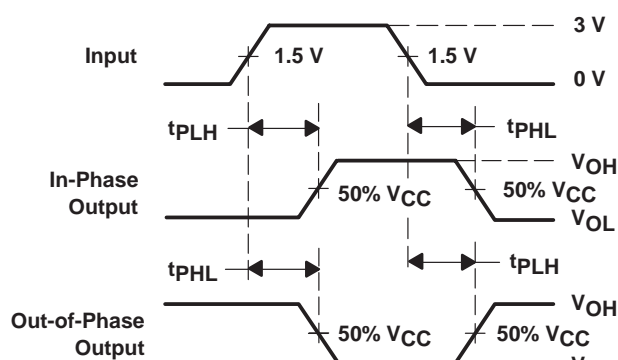 3 V
Input
1.5 V
1.5 V
0 V
tPLH
tPHL
VOH
In-Phase
Output
50% VCC
50% VCC
VOL
tPHL
tPLH
VOH
Out-of-Phase
Output
50% VCC
50% VCC